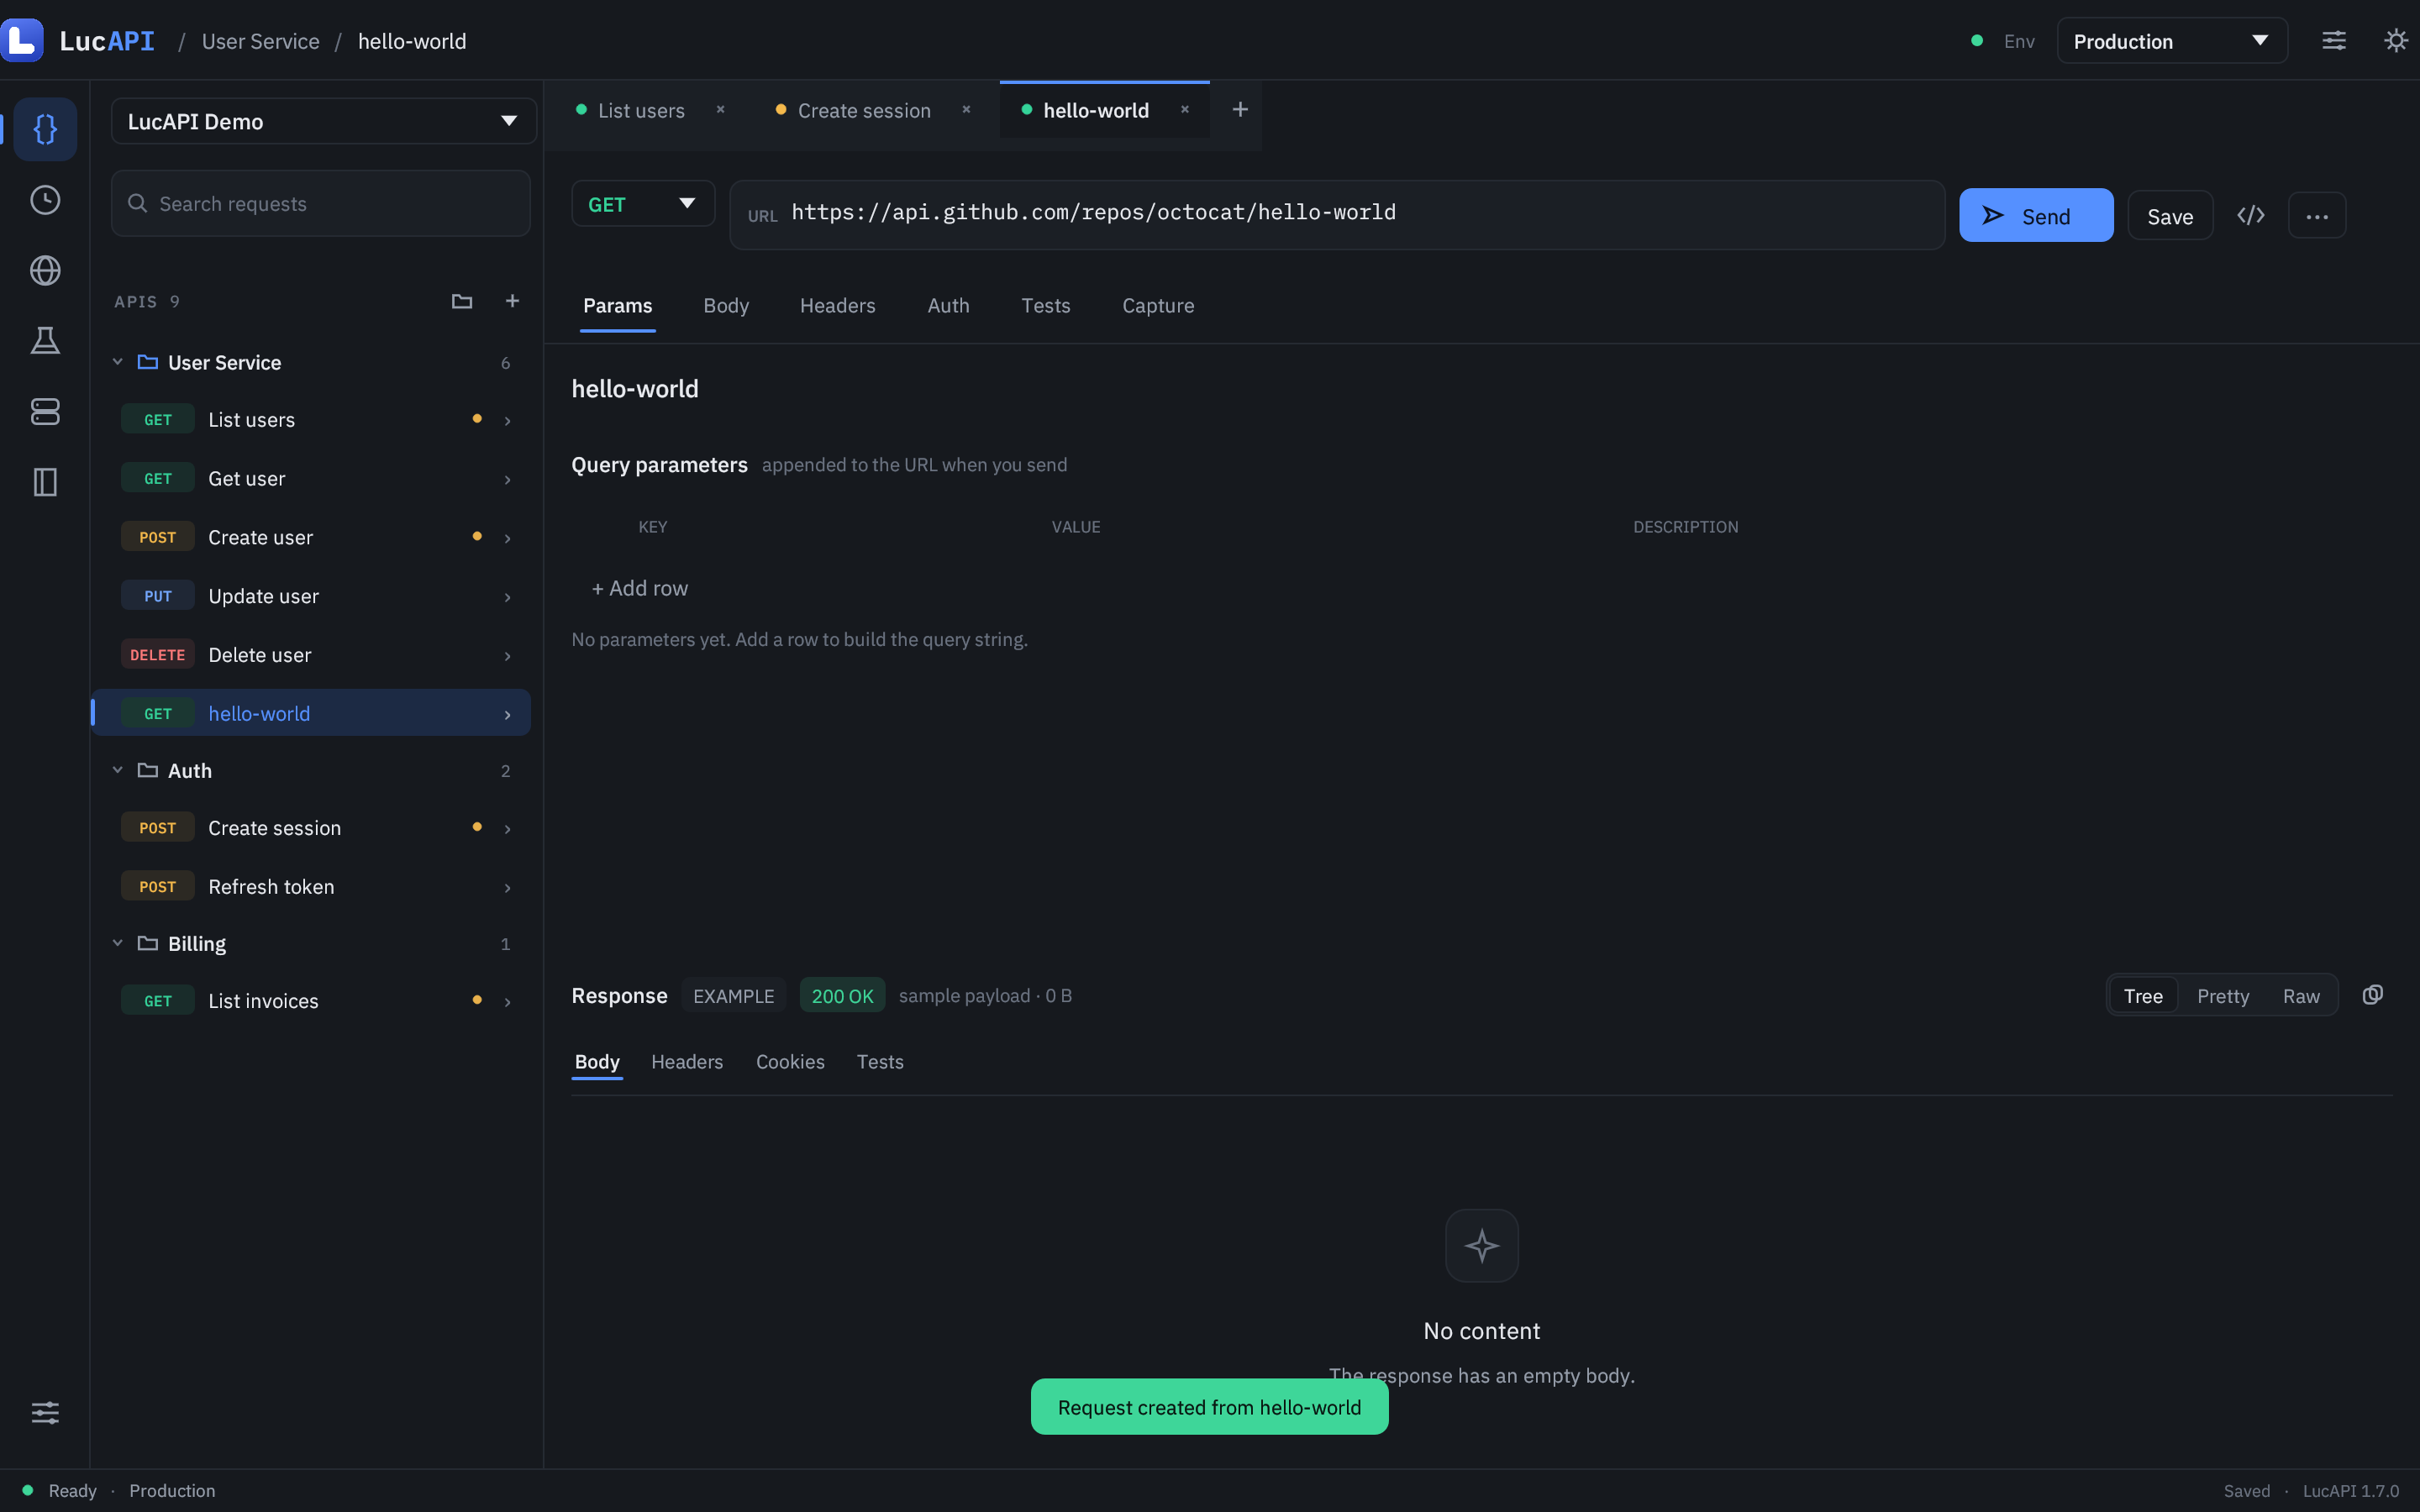 LucAPI / User Service / hello-world
Env Production
LucAPI Demo
Search requests
APIS 9
User Service 6
GET List users
GET Get user
POST Create user
PUT Update user
DELETE Delete user
GET hello-world
Auth 2
POST Create session
POST Refresh token
Billing 1
GET List invoices
List users × Create session × hello-world × +
GET URL https://api.github.com/repos/octocat/hello-world Send Save </> ...
Params Body Headers Auth Tests Capture
hello-world
Query parameters appended to the URL when you send
KEY VALUE DESCRIPTION
+ Add row
No parameters yet. Add a row to build the query string.
Response EXAMPLE 200 OK sample payload · 0 B Tree Pretty Raw
Body Headers Cookies Tests
No content
The response has an empty body.
Request created from hello-world
Ready · Production
Saved · LucAPI 1.7.0